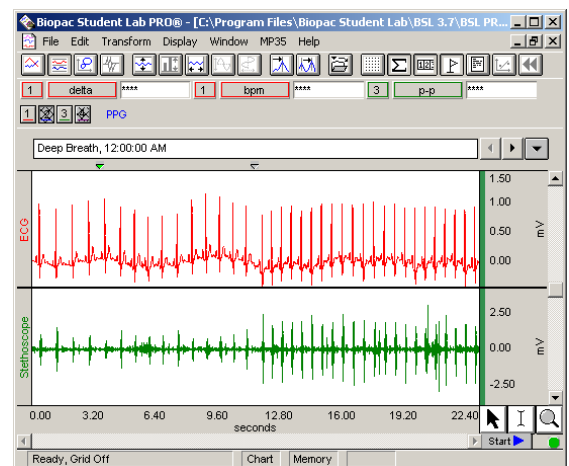 Biopac Student Lab PRO® - [C:\Program Files\Biopac Student Lab\BSL 3.7\BSL PR...
File Edit Transform Display Window MP35 Help
1 delta **** 1 bpm **** 3 p-p ****
1 2 3 4 PPG
Deep Breath, 12:00:00 AM
ECG
1.50
1.00
0.50
0.00
mV
Stethoscope
2.50
0.00
-2.50
mV
0.00 3.20 6.40 9.60 12.80 16.00 19.20 22.40
seconds
Start
Ready, Grid Off Chart Memory